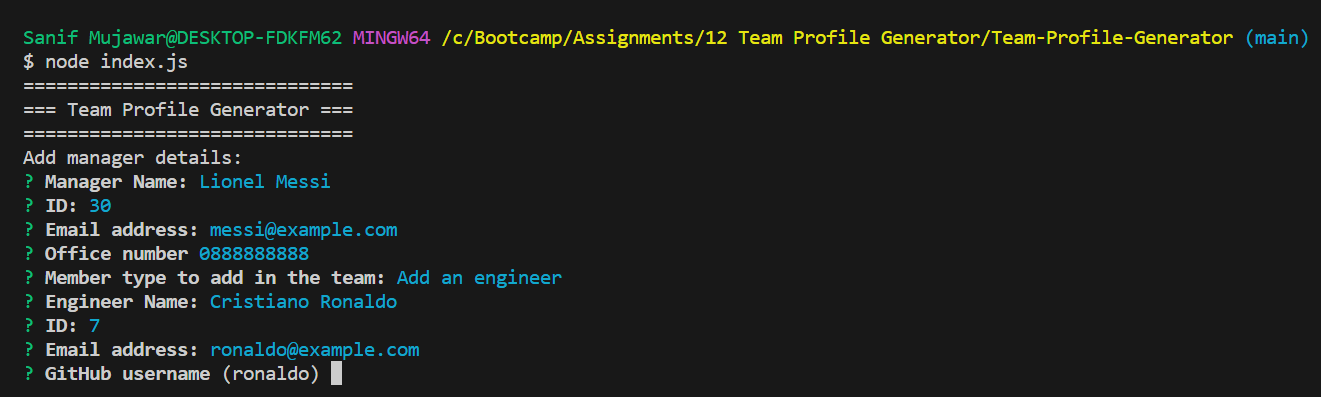 Sanif Mujawar@DESKTOP-FDKFM62 MINGW64 /c/Bootcamp/Assignments/12 Team Profile Generator/Team-Profile-Generator (main)
$ node index.js
==============================
=== Team Profile Generator ===
==============================
Add manager details:
? Manager Name: Lionel Messi
? ID: 30
? Email address: messi@example.com
? Office number 0888888888
? Member type to add in the team: Add an engineer
? Engineer Name: Cristiano Ronaldo
? ID: 7
? Email address: ronaldo@example.com
? GitHub username (ronaldo)